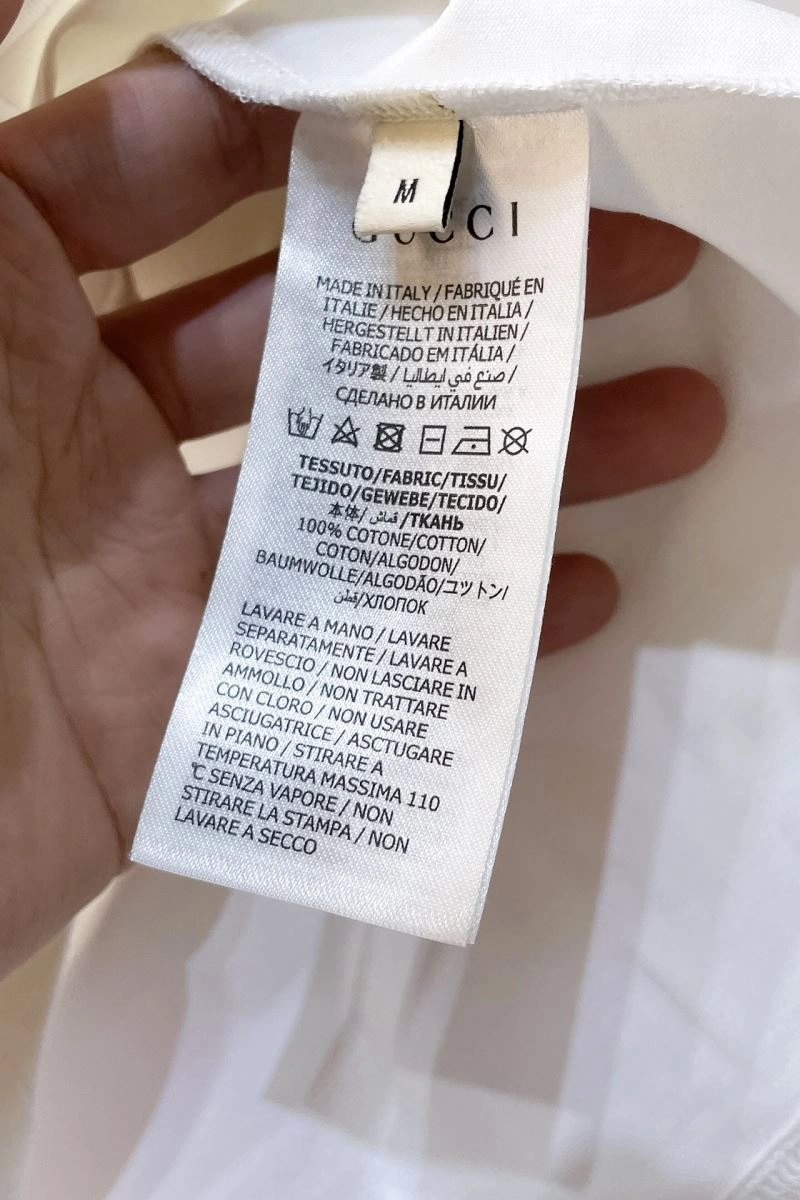 M
GUCCI
MADE IN ITALY / FABRIQUÉ EN
ITALIE / HECHO EN ITALIA /
HERGESTELLT IN ITALIEN /
FABRICADO EM ITÁLIA /
イタリア製 / صنع في ايطاليا /
СДЕЛАНО В ИТАЛИИ
TESSUTO/FABRIC/TISSU/
TEJIDO/GEWEBE/TECIDO/
本体/ قماش /ТКАНЬ
100% COTONE/COTTON/
COTON/ALGODON/
BAUMWOLLE/ALGODÃO/コットン/
قطن/ХЛОПОК
LAVARE A MANO / LAVARE
SEPARATAMENTE / LAVARE A
ROVESCIO / NON LASCIARE IN
AMMOLLO / NON TRATTARE
CON CLORO / NON USARE
ASCIUGATRICE / ASCTUGARE
IN PIANO / STIRARE A
TEMPERATURA MASSIMA 110
℃ SENZA VAPORE / NON
STIRARE LA STAMPA / NON
LAVARE A SECCO